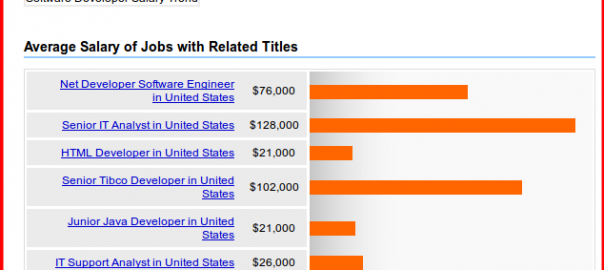 Software Developer Salary Trend
Average Salary of Jobs with Related Titles
Net Developer Software Engineer
in United States
$76,000
Senior IT Analyst in United States
$128,000
HTML Developer in United States
$21,000
Senior Tibco Developer in United
States
$102,000
Junior Java Developer in United
States
$21,000
IT Support Analyst in United States
$26,000